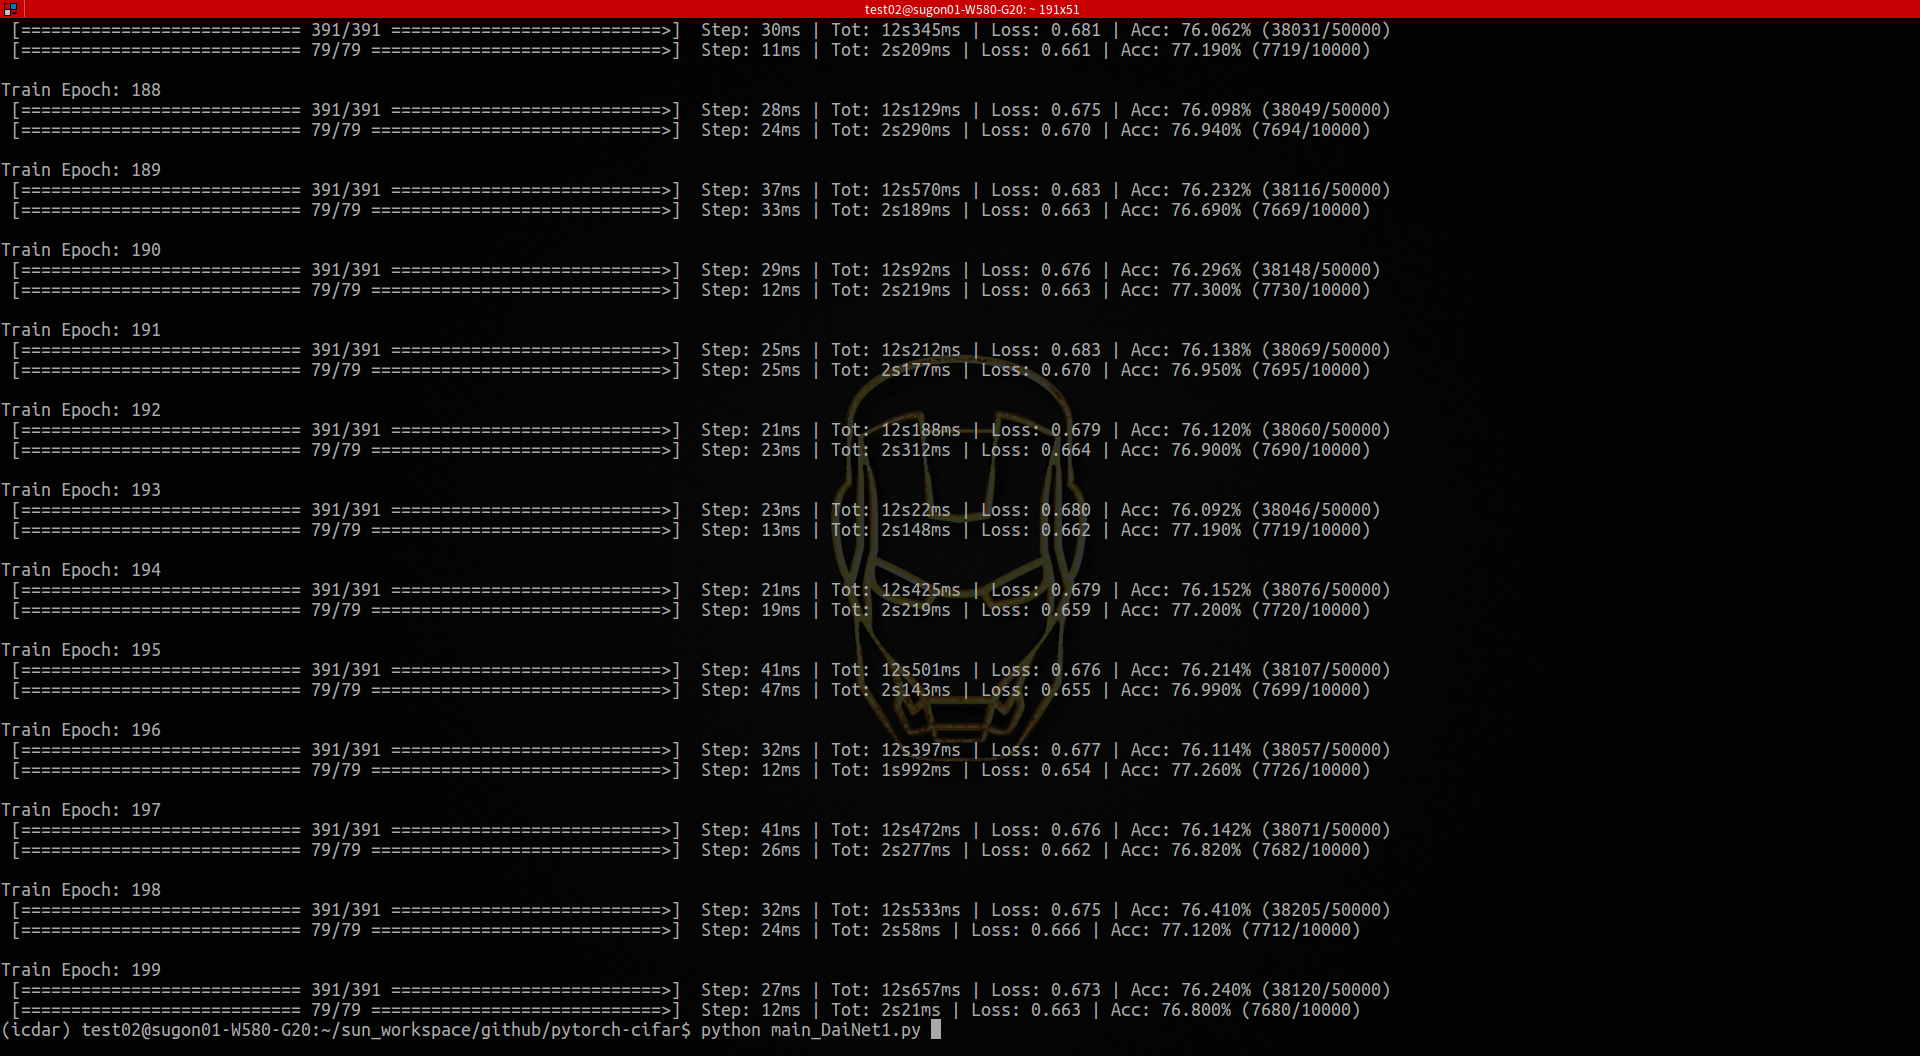 test02@sugon01-W580-G20: ~ 191x51
[============================ 391/391 ===========================>]  Step: 30ms | Tot: 12s345ms | Loss: 0.681 | Acc: 76.062% (38031/50000)
[============================ 79/79 =============================>]  Step: 11ms | Tot: 2s209ms | Loss: 0.661 | Acc: 77.190% (7719/10000)
Train Epoch: 188
[============================ 391/391 ===========================>]  Step: 28ms | Tot: 12s129ms | Loss: 0.675 | Acc: 76.098% (38049/50000)
[============================ 79/79 =============================>]  Step: 24ms | Tot: 2s290ms | Loss: 0.670 | Acc: 76.940% (7694/10000)
Train Epoch: 189
[============================ 391/391 ===========================>]  Step: 37ms | Tot: 12s570ms | Loss: 0.683 | Acc: 76.232% (38116/50000)
[============================ 79/79 =============================>]  Step: 33ms | Tot: 2s189ms | Loss: 0.663 | Acc: 76.690% (7669/10000)
Train Epoch: 190
[============================ 391/391 ===========================>]  Step: 29ms | Tot: 12s92ms | Loss: 0.676 | Acc: 76.296% (38148/50000)
[============================ 79/79 =============================>]  Step: 12ms | Tot: 2s219ms | Loss: 0.663 | Acc: 77.300% (7730/10000)
Train Epoch: 191
[============================ 391/391 ===========================>]  Step: 25ms | Tot: 12s212ms | Loss: 0.683 | Acc: 76.138% (38069/50000)
[============================ 79/79 =============================>]  Step: 25ms | Tot: 2s177ms | Loss: 0.670 | Acc: 76.950% (7695/10000)
Train Epoch: 192
[============================ 391/391 ===========================>]  Step: 21ms | Tot: 12s188ms | Loss: 0.679 | Acc: 76.120% (38060/50000)
[============================ 79/79 =============================>]  Step: 23ms | Tot: 2s312ms | Loss: 0.664 | Acc: 76.900% (7690/10000)
Train Epoch: 193
[============================ 391/391 ===========================>]  Step: 23ms | Tot: 12s22ms | Loss: 0.680 | Acc: 76.092% (38046/50000)
[============================ 79/79 =============================>]  Step: 13ms | Tot: 2s148ms | Loss: 0.662 | Acc: 77.190% (7719/10000)
Train Epoch: 194
[============================ 391/391 ===========================>]  Step: 21ms | Tot: 12s425ms | Loss: 0.679 | Acc: 76.152% (38076/50000)
[============================ 79/79 =============================>]  Step: 19ms | Tot: 2s219ms | Loss: 0.659 | Acc: 77.200% (7720/10000)
Train Epoch: 195
[============================ 391/391 ===========================>]  Step: 41ms | Tot: 12s501ms | Loss: 0.676 | Acc: 76.214% (38107/50000)
[============================ 79/79 =============================>]  Step: 47ms | Tot: 2s143ms | Loss: 0.655 | Acc: 76.990% (7699/10000)
Train Epoch: 196
[============================ 391/391 ===========================>]  Step: 32ms | Tot: 12s397ms | Loss: 0.677 | Acc: 76.114% (38057/50000)
[============================ 79/79 =============================>]  Step: 12ms | Tot: 1s992ms | Loss: 0.654 | Acc: 77.260% (7726/10000)
Train Epoch: 197
[============================ 391/391 ===========================>]  Step: 41ms | Tot: 12s472ms | Loss: 0.676 | Acc: 76.142% (38071/50000)
[============================ 79/79 =============================>]  Step: 26ms | Tot: 2s277ms | Loss: 0.662 | Acc: 76.820% (7682/10000)
Train Epoch: 198
[============================ 391/391 ===========================>]  Step: 32ms | Tot: 12s533ms | Loss: 0.675 | Acc: 76.410% (38205/50000)
[============================ 79/79 =============================>]  Step: 24ms | Tot: 2s58ms | Loss: 0.666 | Acc: 77.120% (7712/10000)
Train Epoch: 199
[============================ 391/391 ===========================>]  Step: 27ms | Tot: 12s657ms | Loss: 0.673 | Acc: 76.240% (38120/50000)
[============================ 79/79 =============================>]  Step: 12ms | Tot: 2s21ms | Loss: 0.663 | Acc: 76.800% (7680/10000)
(icdar) test02@sugon01-W580-G20:~/sun_workspace/github/pytorch-cifar$ python main_DaiNet1.py